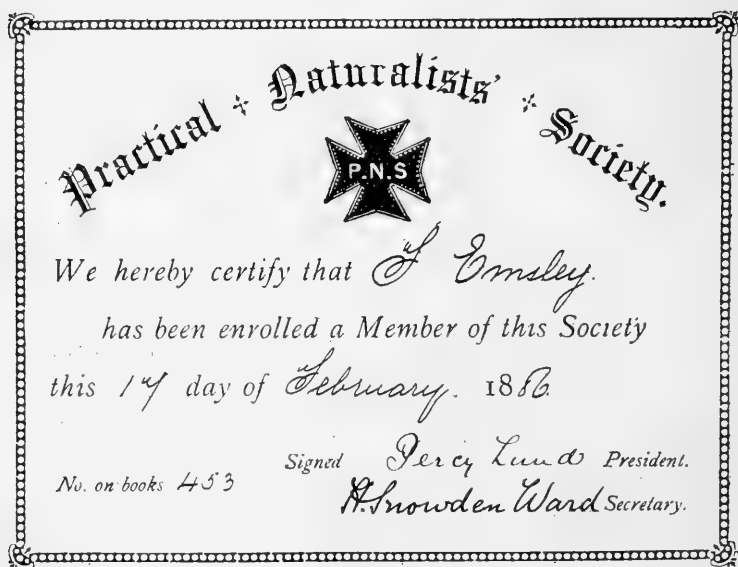 Practical Naturalists' Society.
P.N.S
We hereby certify that F Emsley.
has been enrolled a Member of this Society
this 17 day of February. 1886
Signed Percy Lund President.
No. on books 453
H. Snowden Ward Secretary.